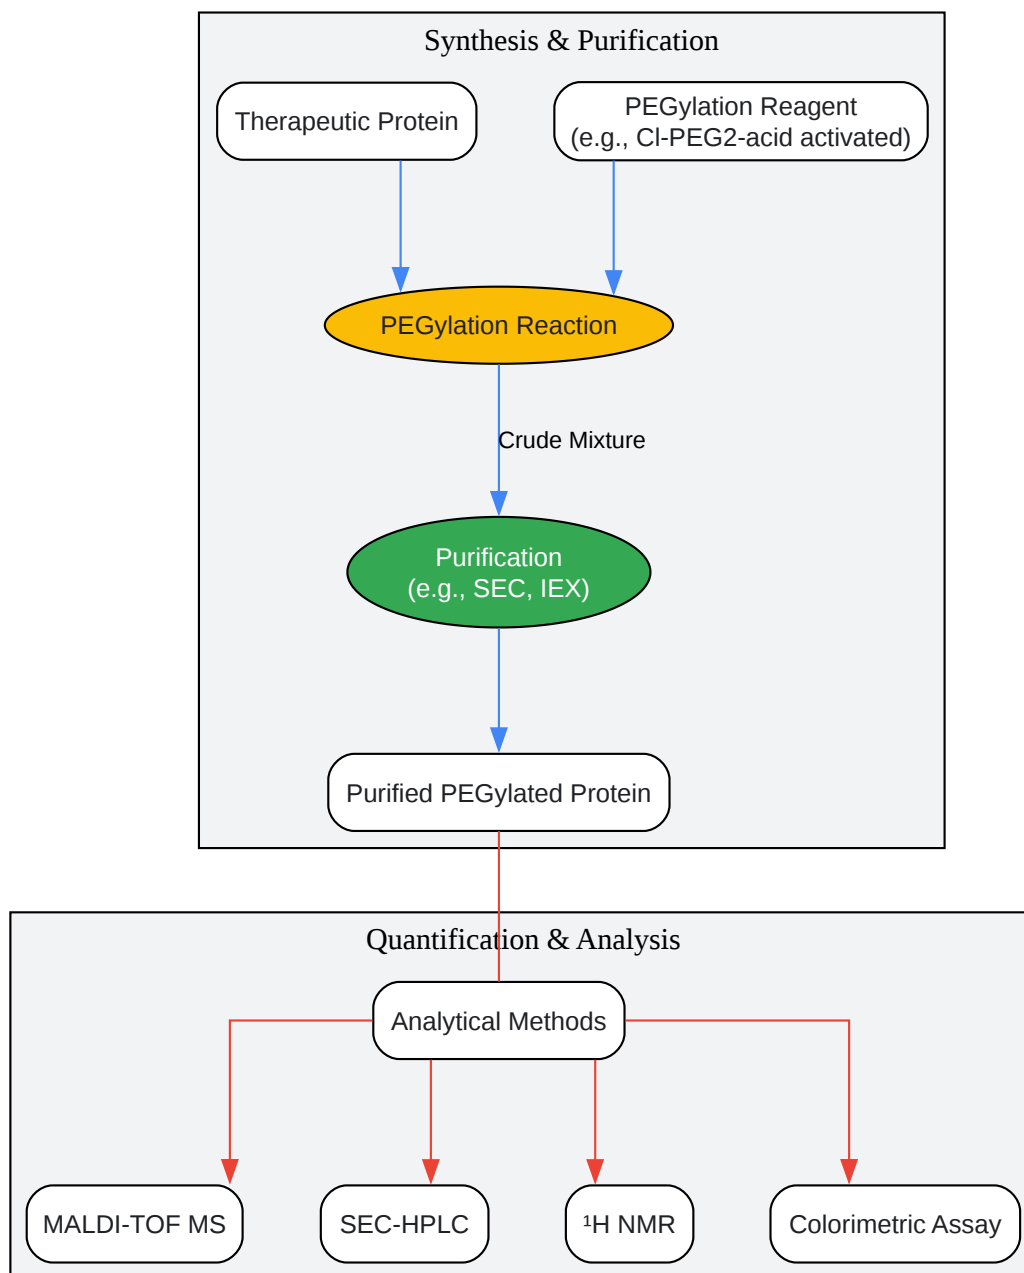 Synthesis & Purification
Therapeutic Protein
PEGylation Reagent
(e.g., Cl-PEG2-acid activated)
PEGylation Reaction
Crude Mixture
Purification
(e.g., SEC, IEX)
Purified PEGylated Protein
Quantification & Analysis
Analytical Methods
MALDI-TOF MS
SEC-HPLC
¹H NMR
Colorimetric Assay